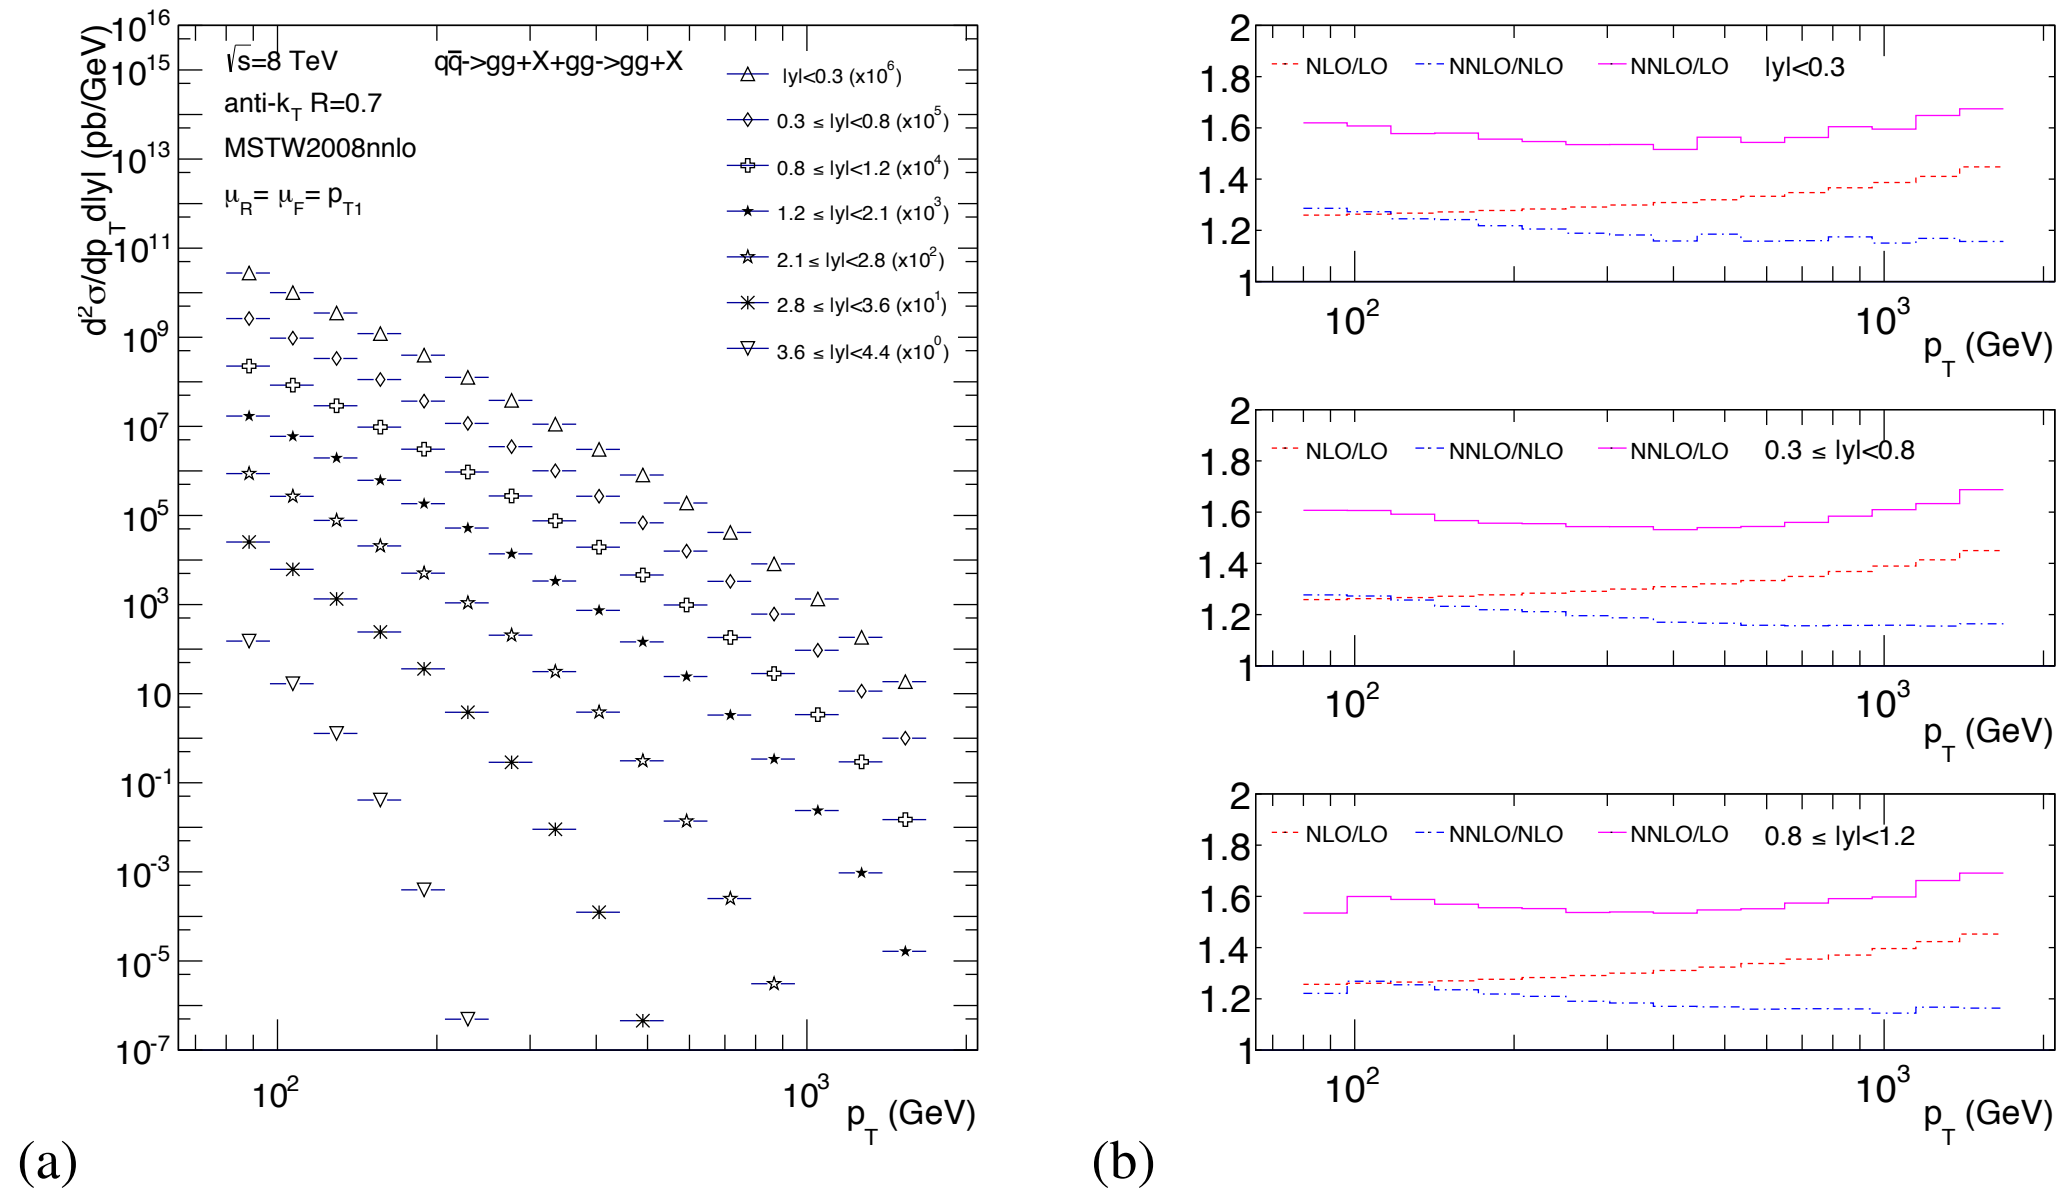 10^16
10^15
10^13
10^11
10^9
10^7
10^5
10^3
10
10^-1
10^-3
10^-5
10^-7
d^2σ/dp_T d|y| (pb/GeV)
√s=8 TeV
anti-k_T R=0.7
MSTW2008nnlo
μ_R= μ_F= p_T1
qq̅->gg+X+gg->gg+X
|y|<0.3 (x10^6)
0.3 ≤ |y|<0.8 (x10^5)
0.8 ≤ |y|<1.2 (x10^4)
1.2 ≤ |y|<2.1 (x10^3)
2.1 ≤ |y|<2.8 (x10^2)
2.8 ≤ |y|<3.6 (x10^1)
3.6 ≤ |y|<4.4 (x10^0)
10^2 10^3
p_T (GeV)
(a)
2
1.8
1.6
1.4
1.2
1
NLO/LO NNLO/NLO NNLO/LO |y|<0.3
10^2 10^3
p_T (GeV)
2
1.8
1.6
1.4
1.2
1
NLO/LO NNLO/NLO NNLO/LO 0.3 ≤ |y|<0.8
10^2 10^3
p_T (GeV)
2
1.8
1.6
1.4
1.2
1
NLO/LO NNLO/NLO NNLO/LO 0.8 ≤ |y|<1.2
10^2 10^3
p_T (GeV)
(b)